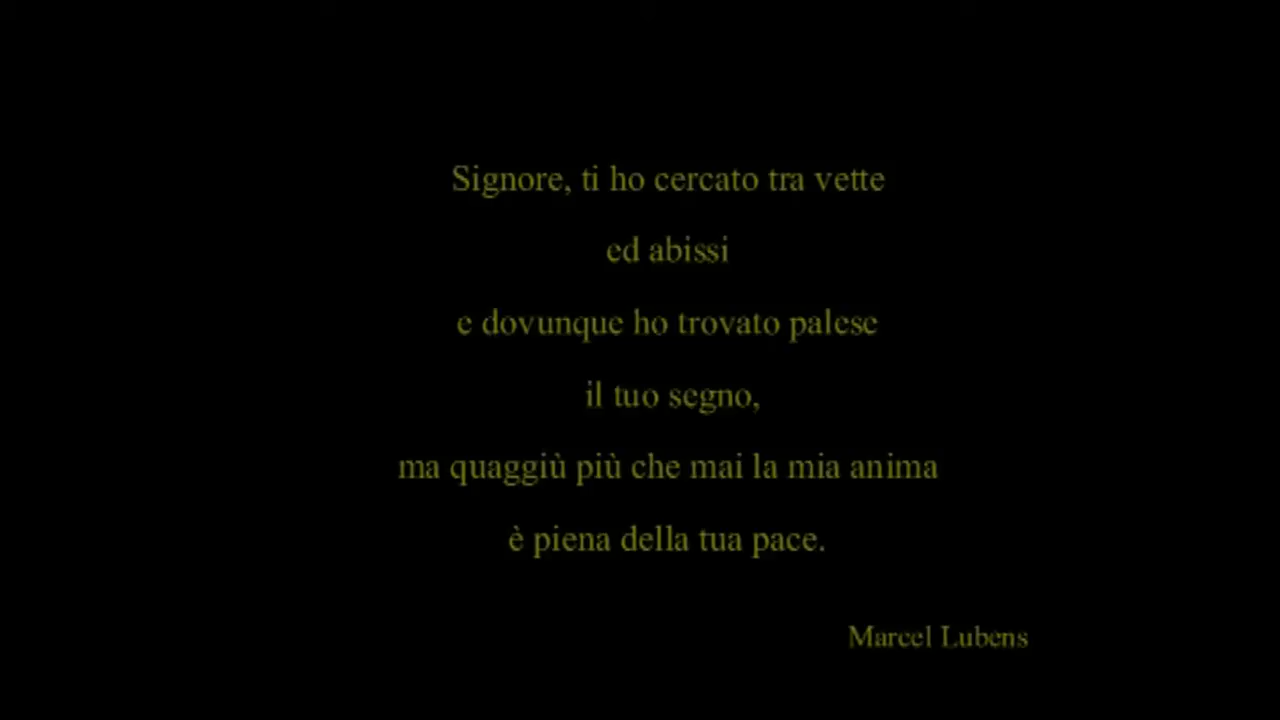 Signore, ti ho cercato tra vette
ed abissi
e dovunque ho trovato palese
il tuo segno,
ma quaggiù più che mai la mia anima
è piena della tua pace.
Marcel Lubens